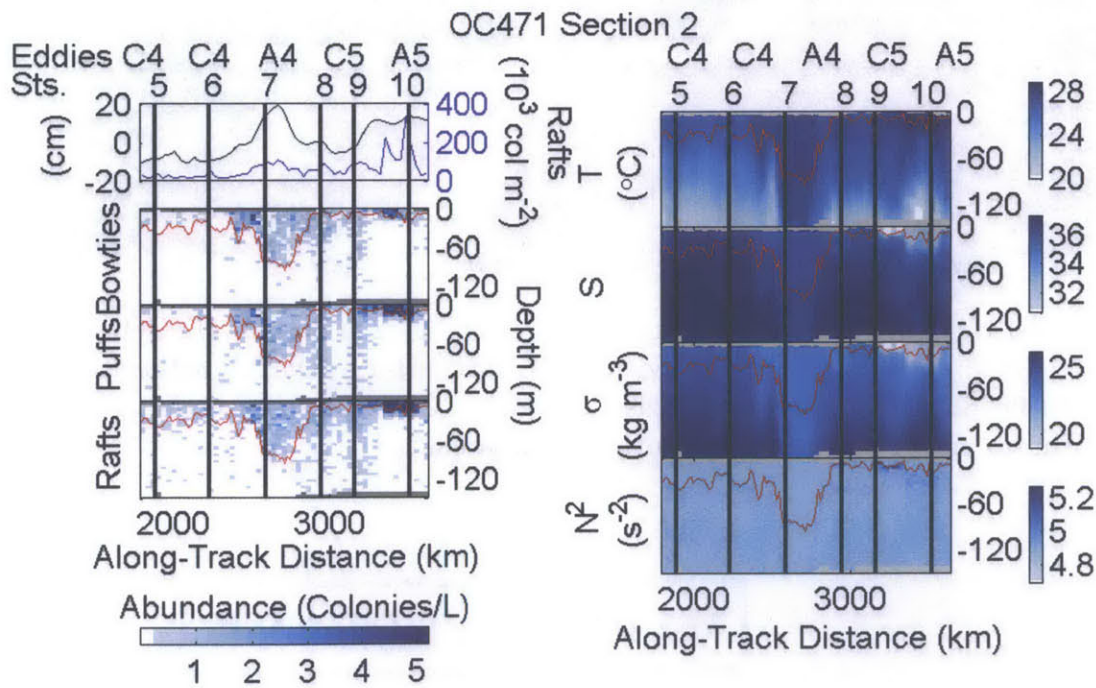 OC471 Section 2
Eddies C4 C4 A4 C5 A5
Sts. 5 6 7 8 9 10
20
0
-20
(cm)
400
200
0
Rafts
(10³ col m⁻²)
Bowties
0
-60
-120
Puffs
0
-60
-120
Rafts
0
-60
-120
Depth (m)
2000 3000
Along-Track Distance (km)
Abundance (Colonies/L)
1 2 3 4 5
C4 C4 A4 C5 A5
5 6 7 8 9 10
T
(°C)
0
-60
-120
28
24
20
S
0
-60
-120
36
34
32
σ
(kg m⁻³)
0
-60
-120
25
20
N²
(s⁻²)
0
-60
-120
5.2
5
4.8
2000 3000
Along-Track Distance (km)